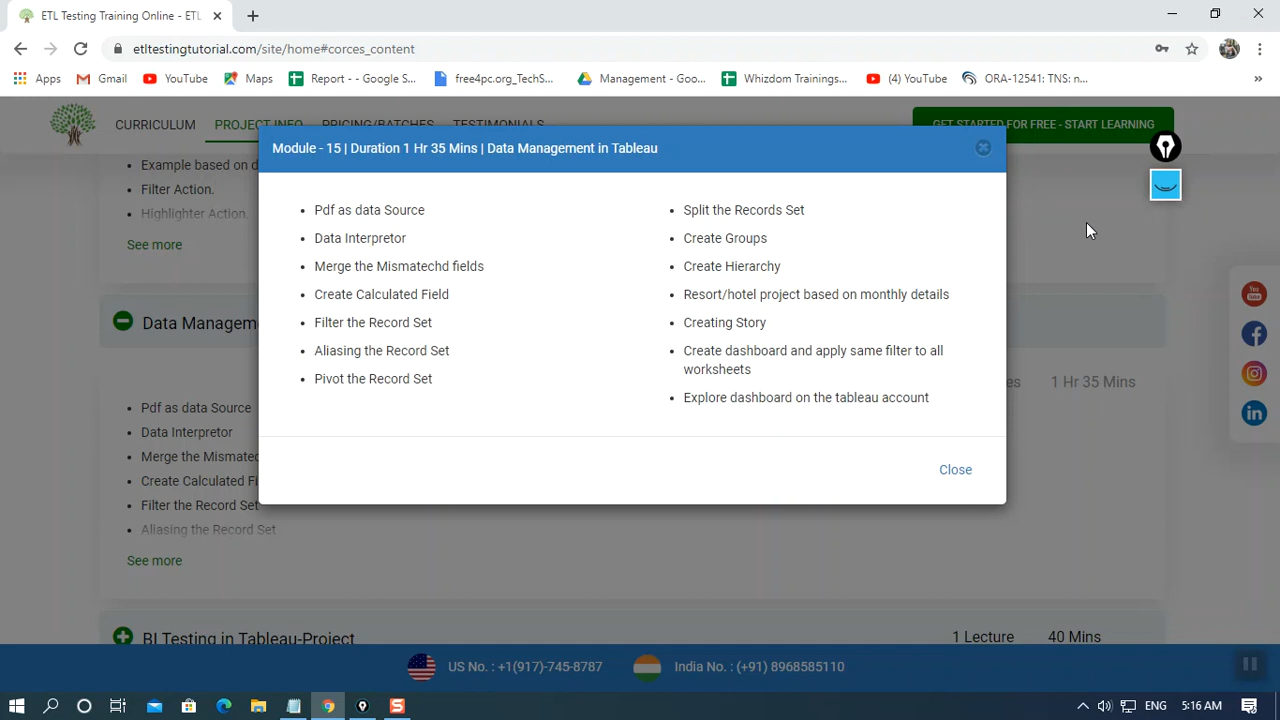 ETL Testing Training Online - ETL
etltestingtutorial.com/site/home#corces_content
Apps
Gmail
YouTube
Maps
Report - - Google S...
free4pc.org_TechS...
Management - Goo...
Whizdom Trainings...
(4) YouTube
ORA-12541: TNS: n...
»
CURRICULUM
PROJECT INFO
PRICING/BATCHES
TESTIMONIALS
GET STARTED FOR FREE - START LEARNING
Module - 15 | Duration 1 Hr 35 Mins | Data Management in Tableau
Example based on d
Filter Action.
Highlighter Action.
See more
Pdf as data Source
Data Interpretor
Merge the Mismatechd fields
Create Calculated Field
Filter the Record Set
Aliasing the Record Set
Pivot the Record Set
Split the Records Set
Create Groups
Create Hierarchy
Resort/hotel project based on monthly details
Creating Story
Create dashboard and apply same filter to all
worksheets
Explore dashboard on the tableau account
Close
You
Data Managem
es
1 Hr 35 Mins
Pdf as data Source
Data Interpretor
Merge the Mismatec
Create Calculated Fi
Filter the Record Set
Aliasing the Record Set
See more
BI Testing in Tableau-Project
1 Lecture
40 Mins
US No. : +1(917)-745-8787
India No. : (+91) 8968585110
ENG
5:16 AM